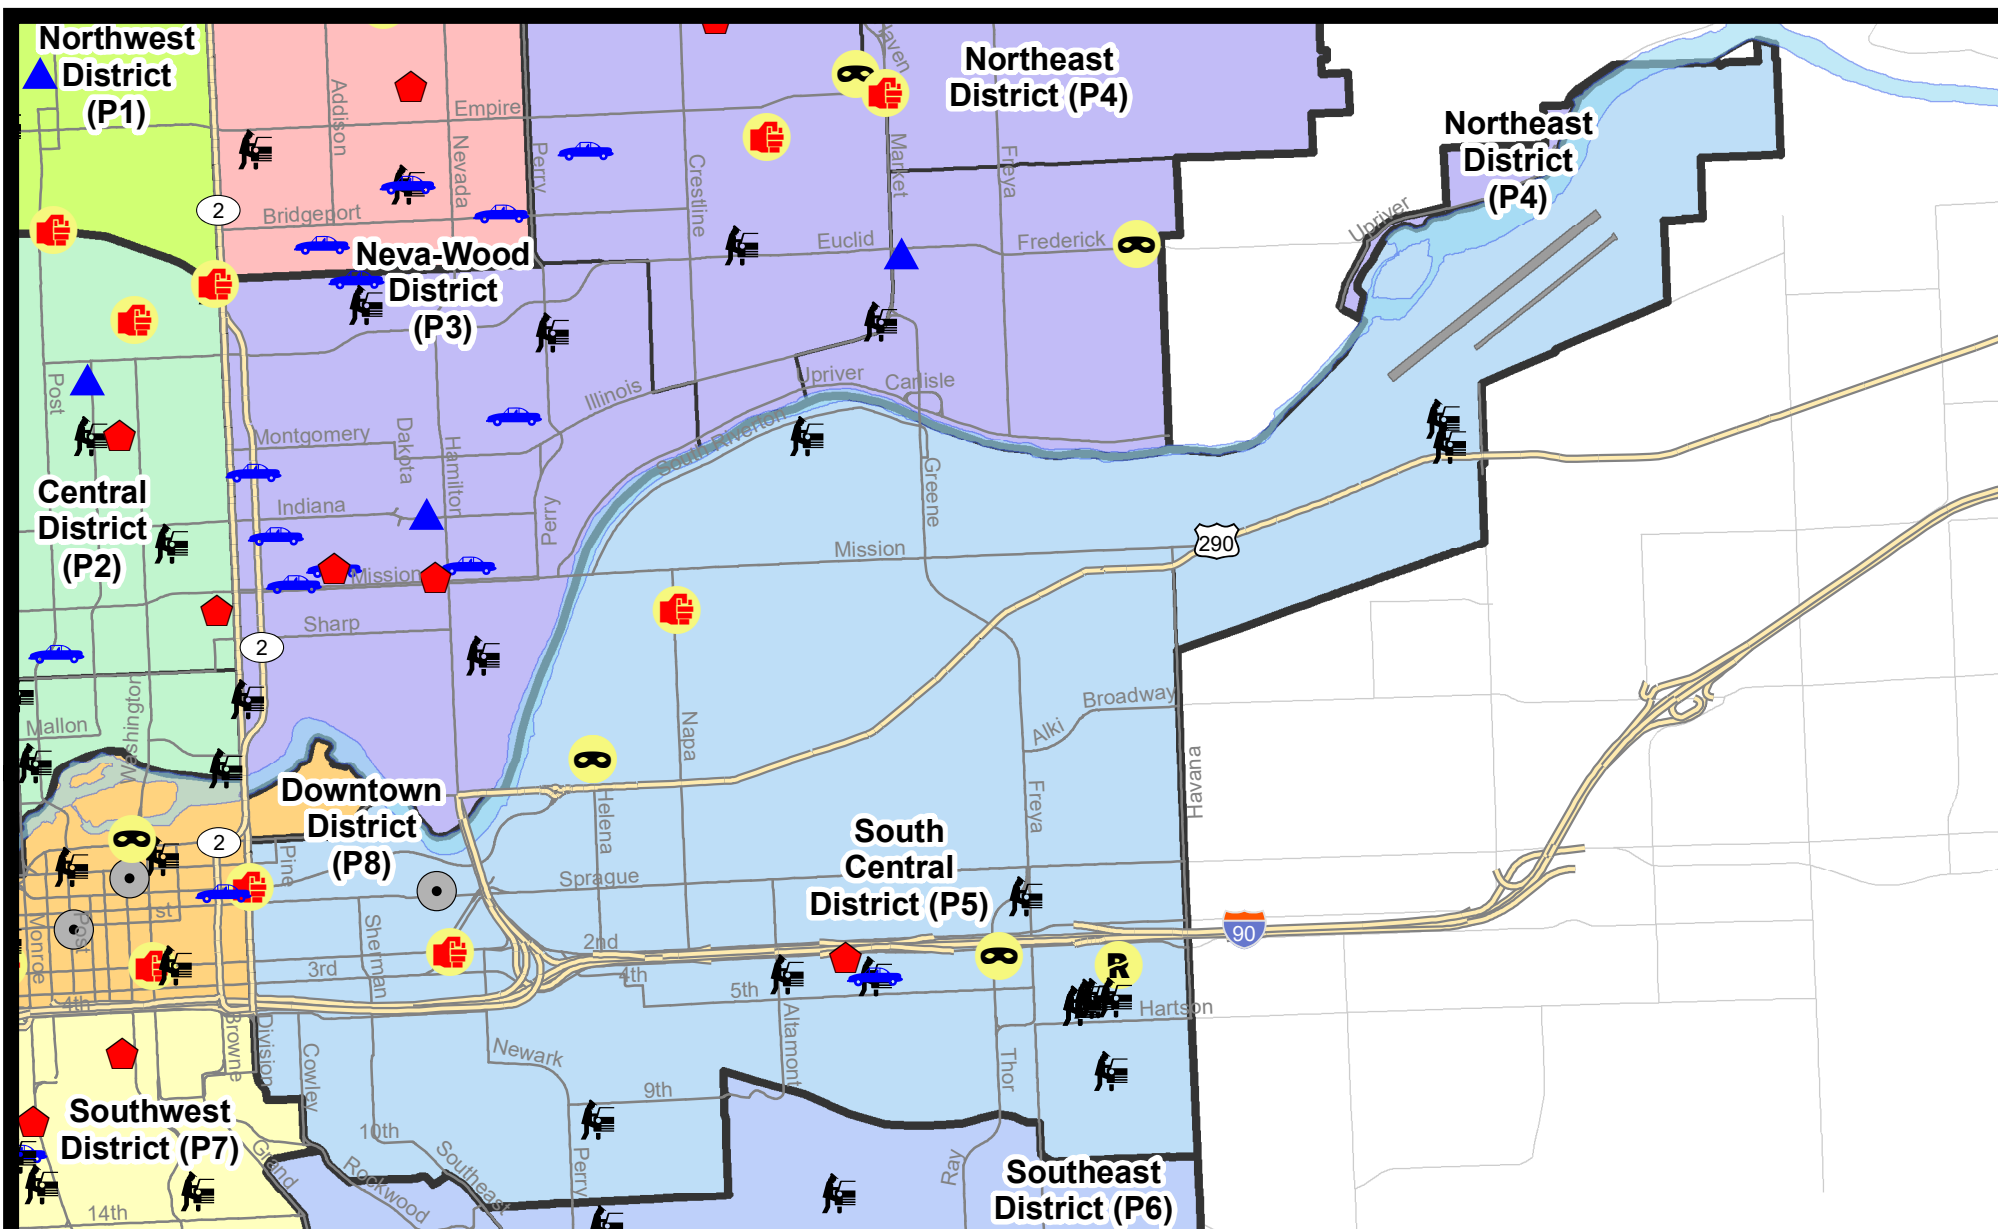 Northwest
District
(P1)
Northeast
District (P4)
Northeast
District
(P4)
Neva-Wood
District
(P3)
Central
District
(P2)
Downtown
District
(P8)
South
Central
District (P5)
Southwest
District (P7)
Southeast
District (P6)
Addison
Empire
Nevada
Perry
Crestline
Haven
Market
Freya
2
Bridgeport
Euclid
Frederick
Upriver
Post
Montgomery
Dakota
Hamilton
Illinois
Upriver
Carlisle
South Riverton
Greene
Indiana
Perry
Mission
Mission
290
Sharp
2
Washington
Mallon
Napa
Broadway
Alki
Havana
Helena
Freya
2
Pine
Sprague
1st
Monroe
Post
Sherman
2nd
3rd
4th
4th
5th
90
Hartson
Altamont
Browne
Division
Cowley
Newark
9th
Thor
10th
Southeast
Perry
Ray
Grand
Rockwood
14th
R